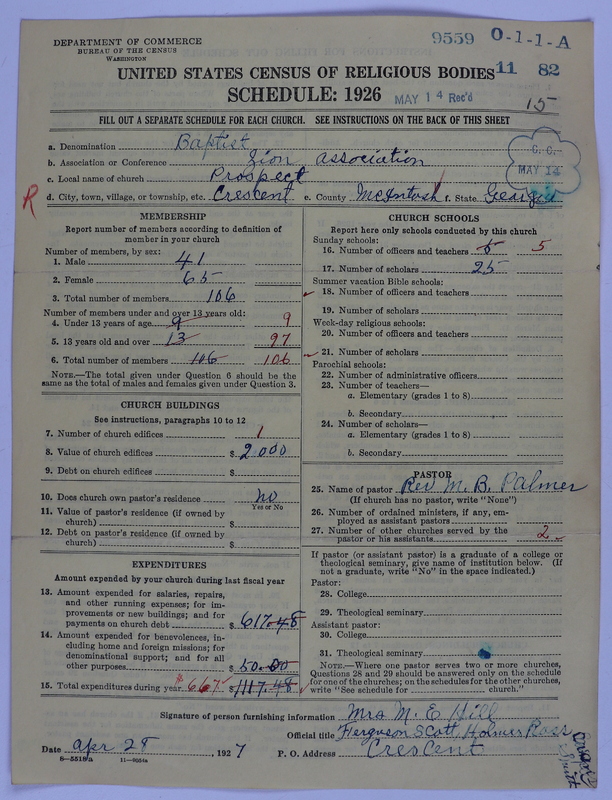 DEPARTMENT OF COMMERCE
BUREAU OF THE CENSUS
WASHINGTON
9559 O-1-1-A
UNITED STATES CENSUS OF RELIGIOUS BODIES 11 82
SCHEDULE: 1926 MAY 14 Rec'd 15
FILL OUT A SEPARATE SCHEDULE FOR EACH CHURCH. SEE INSTRUCTIONS ON THE BACK OF THIS SHEET
a. Denomination Baptist
b. Association or Conference Zion association
c. Local name of church Prospect
C. C.
MAY 14
R d. City, town, village, or township, etc. Crescent e. County McIntosh f. State Georgia
MEMBERSHIP
Report number of members according to definition of
member in your church
Number of members, by sex:
1. Male 41
2. Female 65
3. Total number of members 106
Number of members under and over 13 years old:
4. Under 13 years of age 9 9
5. 13 years old and over 13 97
6. Total number of members 106 106
NOTE.—The total given under Question 6 should be
same as the total of males and females given under Question 3.
CHURCH BUILDINGS
See instructions, paragraphs 10 to 12
7. Number of church edifices 1
8. Value of church edifices $ 2000
9. Debt on church edifices $
10. Does church own pastor's residence no
Yes or No
11. Value of pastor's residence (if owned by
church) $
12. Debt on pastor's residence (if owned by
church) $
EXPENDITURES
Amount expended by your church during last fiscal year
13. Amount expended for salaries, repairs,
and other running expenses; for im-
provements or new buildings; and for
payments on church debt $ 617.48
14. Amount expended for benevolences, in-
cluding home and foreign missions; for
denominational support; and for all
other purposes $ 50.00
15. Total expenditures during year $667 $ 1117.48
CHURCH SCHOOLS
Report here only schools conducted by this church
Sunday schools:
16. Number of officers and teachers 5 5
17. Number of scholars 25
Summer vacation Bible schools:
18. Number of officers and teachers
19. Number of scholars
Week-day religious schools:
20. Number of officers and teachers
21. Number of scholars
Parochial schools:
22. Number of administrative officers
23. Number of teachers—
a. Elementary (grades 1 to 8)
b. Secondary
24. Number of scholars—
a. Elementary (grades 1 to 8)
b. Secondary
PASTOR
25. Name of pastor Rev M. B. Palmer
(If church has no pastor, write "None")
26. Number of ordained ministers, if any, em-
ployed as assistant pastors
27. Number of other churches served by the
pastor or his assistants 2
If pastor (or assistant pastor) is a graduate of a college or
theological seminary, give name of institution below. (If
not a graduate, write "No" in the space indicated.)
Pastor:
28. College
29. Theological seminary
Assistant pastor:
30. College
31. Theological seminary
NOTE.—Where one pastor serves two or more churches,
Questions 28 and 29 should be answered only on the schedule
for one of the churches; on the schedules for the other churches,
write "See schedule for church."
Signature of person furnishing information Mrs M. E Hill
Official title Ferguson Scott, Holmes Ross
Date apr 28, 1927 P. O. Address Crescent
8—5518a 11—9554a